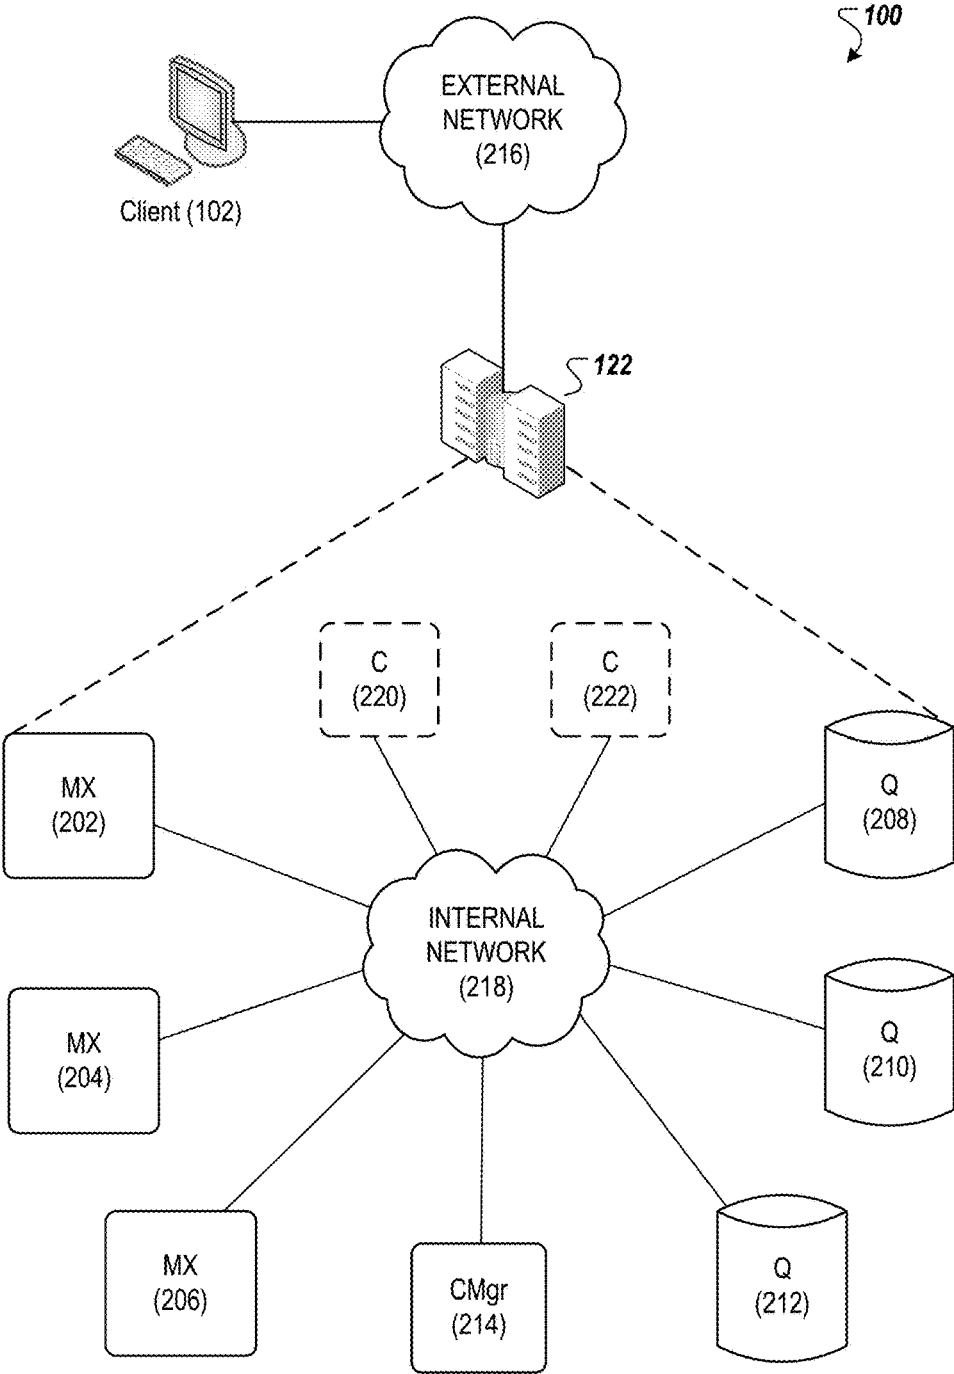 100
EXTERNAL
NETWORK
(216)
Client (102)
122
C
(220)
C
(222)
MX
(202)
Q
(208)
INTERNAL
NETWORK
(218)
MX
(204)
Q
(210)
MX
(206)
CMgr
(214)
Q
(212)